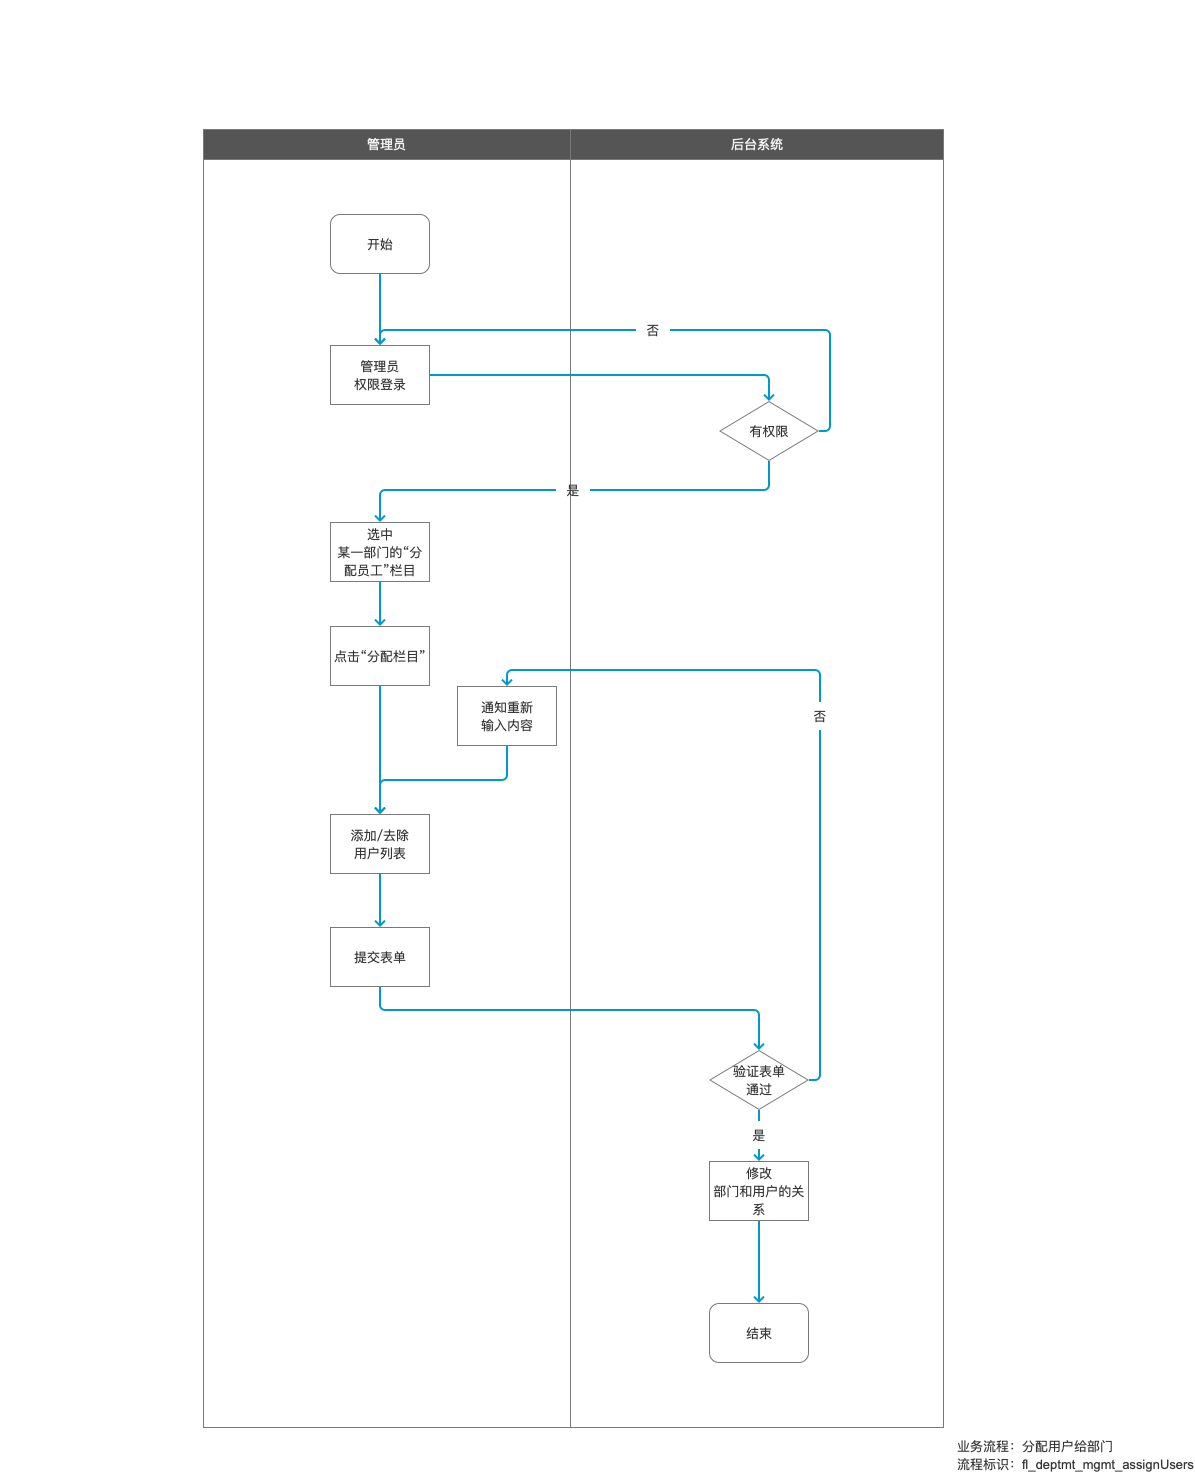 管理员
后台系统
开始
否
管理员
权限登录
有权限
是
选中
某一部门的“分
配员工”栏目
点击“分配栏目”
通知重新
输入内容
否
添加/去除
用户列表
提交表单
验证表单
通过
是
修改
部门和用户的关
系
结束
业务流程：分配用户给部门
流程标识：fl_deptmt_mgmt_assignUsers